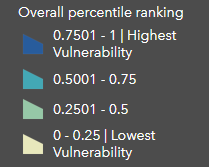 Overall percentile ranking
0.7501 - 1 | Highest
Vulnerability
0.5001 - 0.75
0.2501 - 0.5
0 - 0.25 | Lowest
Vulnerability